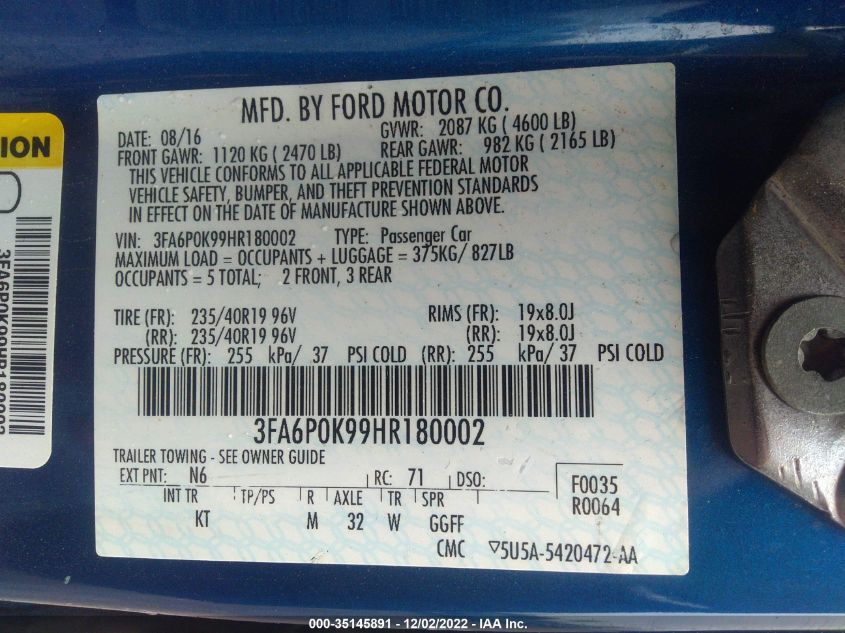 MFD. BY FORD MOTOR CO.
DATE: 08/16 GVWR: 2087 KG ( 4600 LB)
FRONT GAWR: 1120 KG ( 2470 LB) REAR GAWR: 982 KG ( 2165 LB)
THIS VEHICLE CONFORMS TO ALL APPLICABLE FEDERAL MOTOR
VEHICLE SAFETY, BUMPER, AND THEFT PREVENTION STANDARDS
IN EFFECT ON THE DATE OF MANUFACTURE SHOWN ABOVE.
VIN: 3FA6P0K99HR180002 TYPE: Passenger Car
MAXIMUM LOAD = OCCUPANTS + LUGGAGE = 375KG/ 827LB
OCCUPANTS = 5 TOTAL; 2 FRONT, 3 REAR
TIRE (FR): 235/40R19 96V RIMS (FR): 19x8.0J
(RR): 235/40R19 96V (RR): 19x8.0J
PRESSURE (FR): 255 kPa/ 37 PSI COLD (RR): 255 kPa/ 37 PSI COLD
3FA6P0K99HR180002
TRAILER TOWING - SEE OWNER GUIDE
EXT PNT: N6 RC: 71 DSO:
F0035
R0064
INT TR TP/PS R AXLE TR SPR
KT M 32 W GGFF
CMC ▽5U5A-5420472-AA
3FA6P0K99HR180002
000-35145891 - 12/02/2022 - IAA Inc.